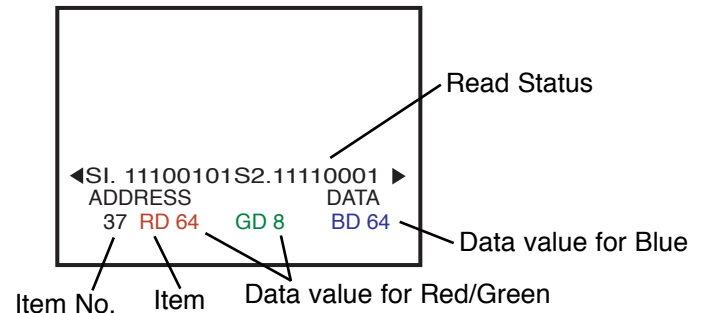 Read Status
◀SI. 11100101S2.11110001 ▶
ADDRESS DATA
37 RD 64 GD 8 BD 64
Data value for Blue
Item No. Item Data value for Red/Green